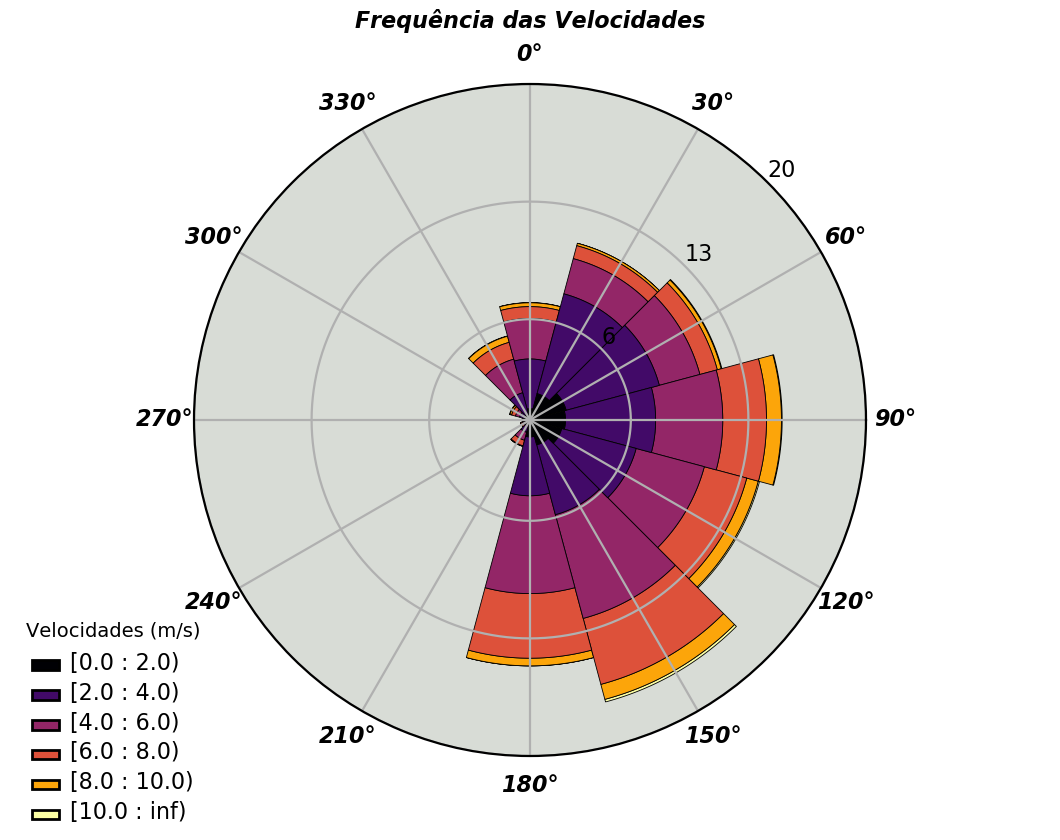 Frequência das Velocidades
0°
330°
30°
20
300°
60°
13
6
270°
90°
240°
120°
210°
150°
180°
Velocidades (m/s)
[0.0 : 2.0)
[2.0 : 4.0)
[4.0 : 6.0)
[6.0 : 8.0)
[8.0 : 10.0)
[10.0 : inf)